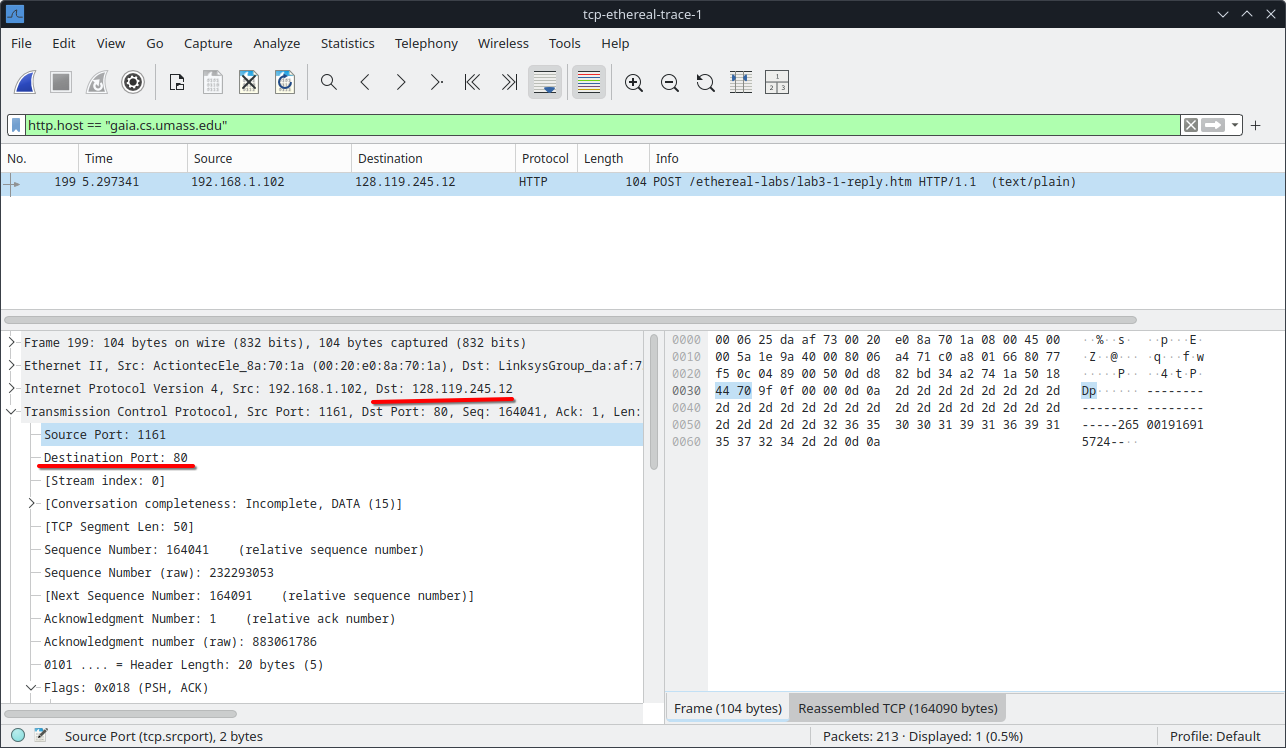 tcp-ethereal-trace-1
File Edit View Go Capture Analyze Statistics Telephony Wireless Tools Help
http.host == "gaia.cs.umass.edu"
No. Time Source Destination Protocol Length Info
199 5.297341 192.168.1.102 128.119.245.12 HTTP 104 POST /ethereal-labs/lab3-1-reply.htm HTTP/1.1 (text/plain)
Frame 199: 104 bytes on wire (832 bits), 104 bytes captured (832 bits)
Ethernet II, Src: ActiontecEle_8a:70:1a (00:20:e0:8a:70:1a), Dst: LinksysGroup_da:af:7
Internet Protocol Version 4, Src: 192.168.1.102, Dst: 128.119.245.12
Transmission Control Protocol, Src Port: 1161, Dst Port: 80, Seq: 164041, Ack: 1, Len:
Source Port: 1161
Destination Port: 80
[Stream index: 0]
[Conversation completeness: Incomplete, DATA (15)]
[TCP Segment Len: 50]
Sequence Number: 164041 (relative sequence number)
Sequence Number (raw): 232293053
[Next Sequence Number: 164091 (relative sequence number)]
Acknowledgment Number: 1 (relative ack number)
Acknowledgment number (raw): 883061786
0101 .... = Header Length: 20 bytes (5)
Flags: 0x018 (PSH, ACK)
0000 00 06 25 da af 73 00 20 e0 8a 70 1a 08 00 45 00 ··%··s· ··p···E·
0010 00 5a 1e 9a 40 00 80 06 a4 71 c0 a8 01 66 80 77 ·Z··@··· ·q···f·w
0020 f5 0c 04 89 00 50 0d d8 82 bd 34 a2 74 1a 50 18 ·····P·· ··4·t·P·
0030 44 70 9f 0f 00 00 0d 0a 2d 2d 2d 2d 2d 2d 2d 2d Dp······ --------
0040 2d 2d 2d 2d 2d 2d 2d 2d 2d 2d 2d 2d 2d 2d 2d 2d -------- --------
0050 2d 2d 2d 2d 2d 32 36 35 30 30 31 39 31 36 39 31 -----265 00191691
0060 35 37 32 34 2d 2d 0d 0a 5724--··
Frame (104 bytes) Reassembled TCP (164090 bytes)
Source Port (tcp.srcport), 2 bytes Packets: 213 · Displayed: 1 (0.5%) Profile: Default